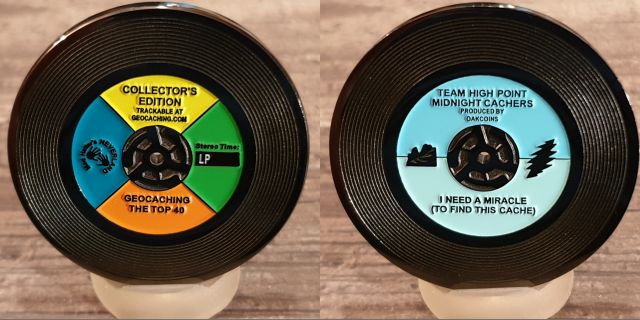 COLLECTOR'S
EDITION
TRACKABLE AT
GEOCACHING.COM
NEVERLAND
Stereo Time:
LP
GEOCACHING
THE TOP 40
TEAM HIGH POINT
MIDNIGHT CACHERS
PRODUCED BY
OAKCOINS
I NEED A MIRACLE
(TO FIND THIS CACHE)